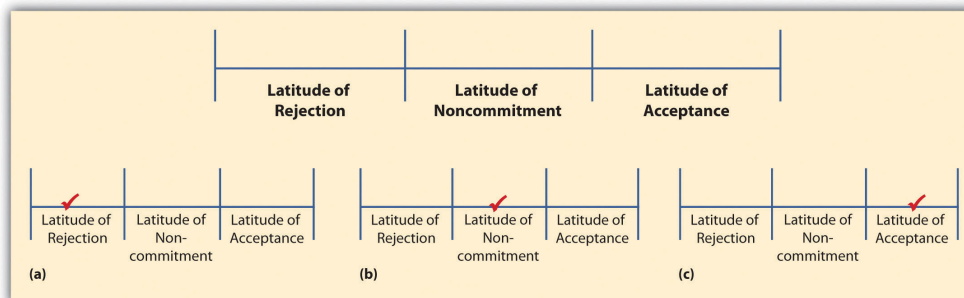 Latitude of
Rejection
Latitude of
Noncommitment
Latitude of
Acceptance
Latitude of
Rejection
Latitude of
Non-
commitment
Latitude of
Acceptance
(a)
Latitude of
Rejection
Latitude of
Non-
commitment
Latitude of
Acceptance
(b)
Latitude of
Rejection
Latitude of
Non-
commitment
Latitude of
Acceptance
(c)